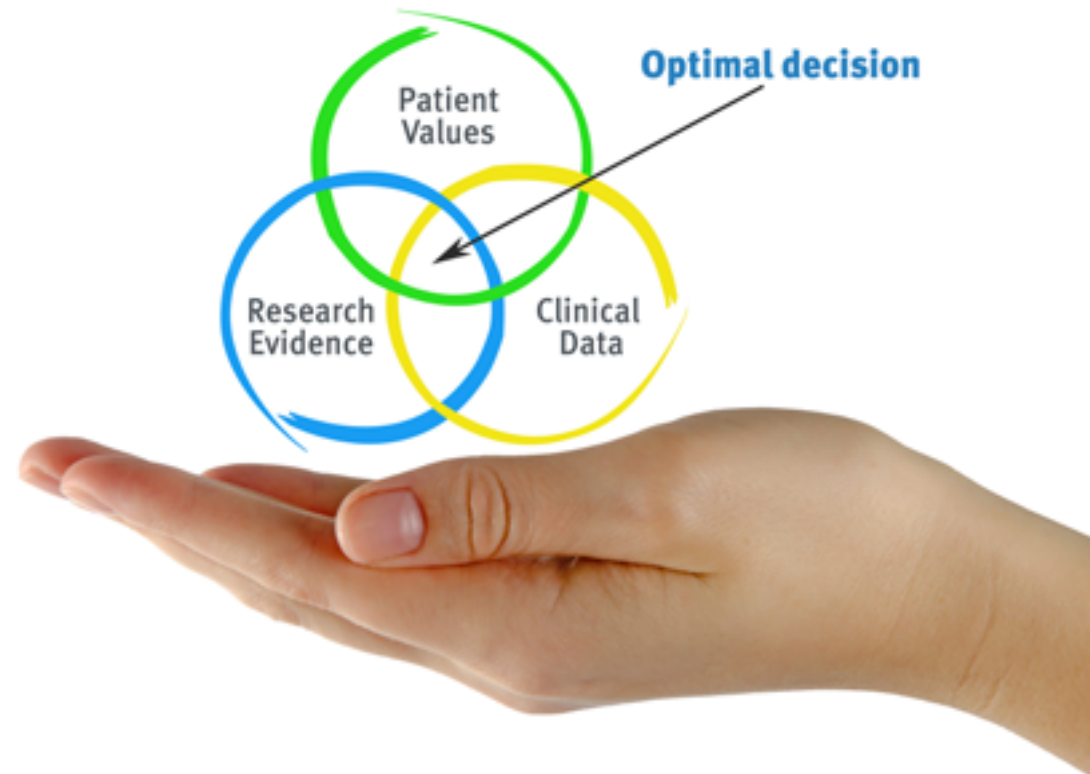 Optimal decision
Patient
Values
Research
Evidence
Clinical
Data